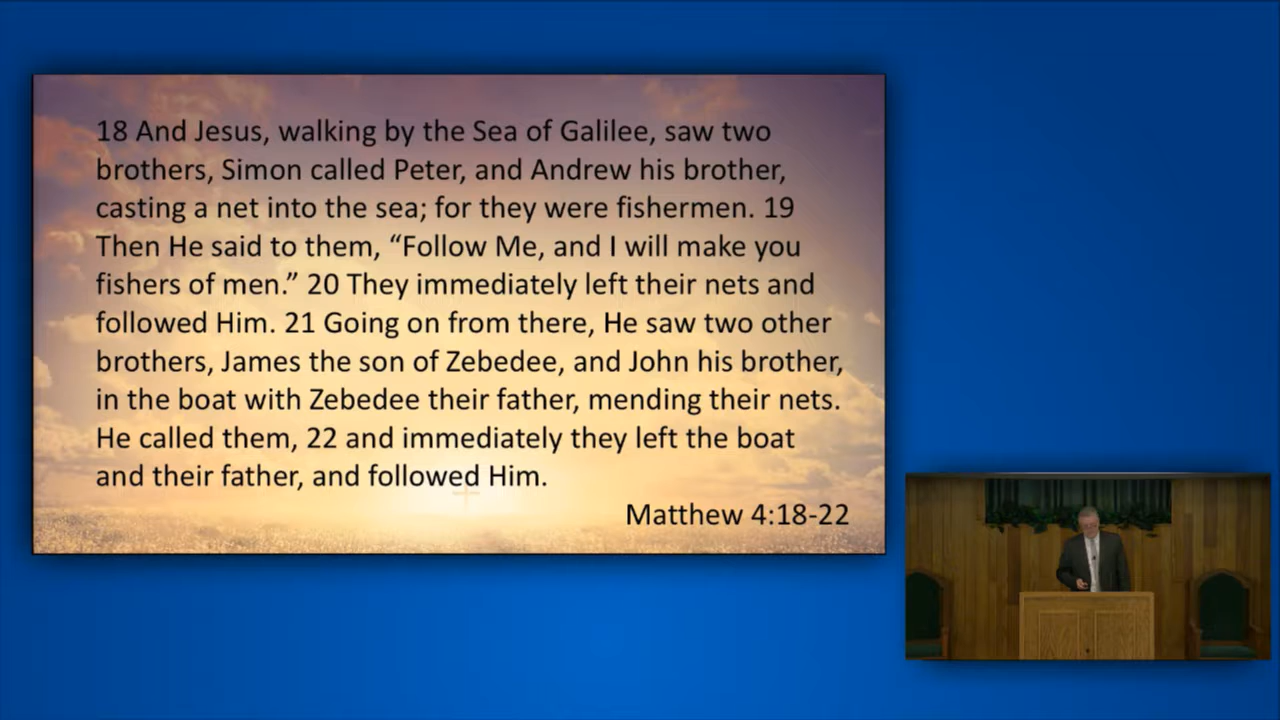 18 And Jesus, walking by the Sea of Galilee, saw two
brothers, Simon called Peter, and Andrew his brother,
casting a net into the sea; for they were fishermen. 19
Then He said to them, “Follow Me, and I will make you
fishers of men.” 20 They immediately left their nets and
followed Him. 21 Going on from there, He saw two other
brothers, James the son of Zebedee, and John his brother,
in the boat with Zebedee their father, mending their nets.
He called them, 22 and immediately they left the boat
and their father, and followed Him.
Matthew 4:18-22